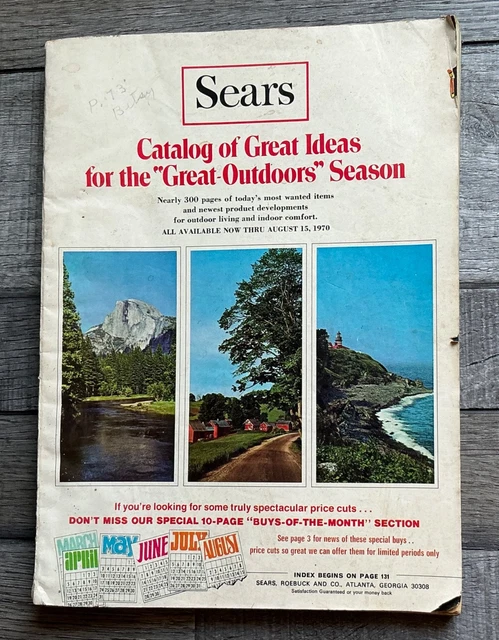 P. 73
Betsy
Sears
Catalog of Great Ideas
for the "Great-Outdoors" Season
Nearly 300 pages of today's most wanted items
and newest product developments
for outdoor living and indoor comfort.
ALL AVAILABLE NOW THRU AUGUST 15, 1970
If you're looking for some truly spectacular price cuts . . .
DON'T MISS OUR SPECIAL 10-PAGE "BUYS-OF-THE-MONTH" SECTION
MARCH
April
May
JUNE
JULY
AUGUST
See page 3 for news of these special buys . .
price cuts so great we can offer them for limited periods only
INDEX BEGINS ON PAGE 131
SEARS, ROEBUCK AND CO., ATLANTA, GEORGIA 30308
Satisfaction Guaranteed or your money back